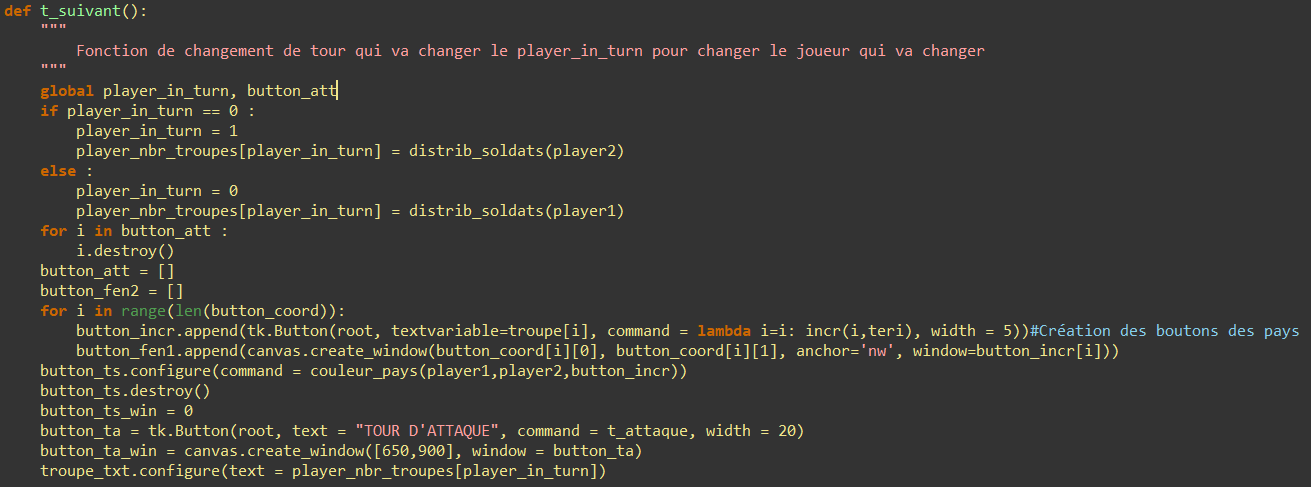 def t_suivant():
    """
        Fonction de changement de tour qui va changer le player_in_turn pour changer le joueur qui va changer
    """
    global player_in_turn, button_att
    if player_in_turn == 0 :
        player_in_turn = 1
        player_nbr_troupes[player_in_turn] = distrib_soldats(player2)
    else :
        player_in_turn = 0
        player_nbr_troupes[player_in_turn] = distrib_soldats(player1)
    for i in button_att :
        i.destroy()
    button_att = []
    button_fen2 = []
    for i in range(len(button_coord)):
        button_incr.append(tk.Button(root, textvariable=troupe[i], command = lambda i=i: incr(i,teri), width = 5))#Création des boutons des pays
        button_fen1.append(canvas.create_window(button_coord[i][0], button_coord[i][1], anchor='nw', window=button_incr[i]))
    button_ts.configure(command = couleur_pays(player1,player2,button_incr))
    button_ts.destroy()
    button_ts_win = 0
    button_ta = tk.Button(root, text = "TOUR D'ATTAQUE", command = t_attaque, width = 20)
    button_ta_win = canvas.create_window([650,900], window = button_ta)
    troupe_txt.configure(text = player_nbr_troupes[player_in_turn])